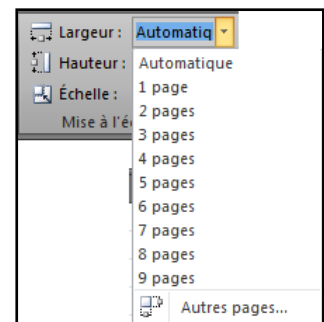 Largeur : Automatiq
Hauteur : Automatique
Échelle : 1 page
Mise à l'é 2 pages
3 pages
4 pages
5 pages
6 pages
7 pages
8 pages
9 pages
Autres pages...